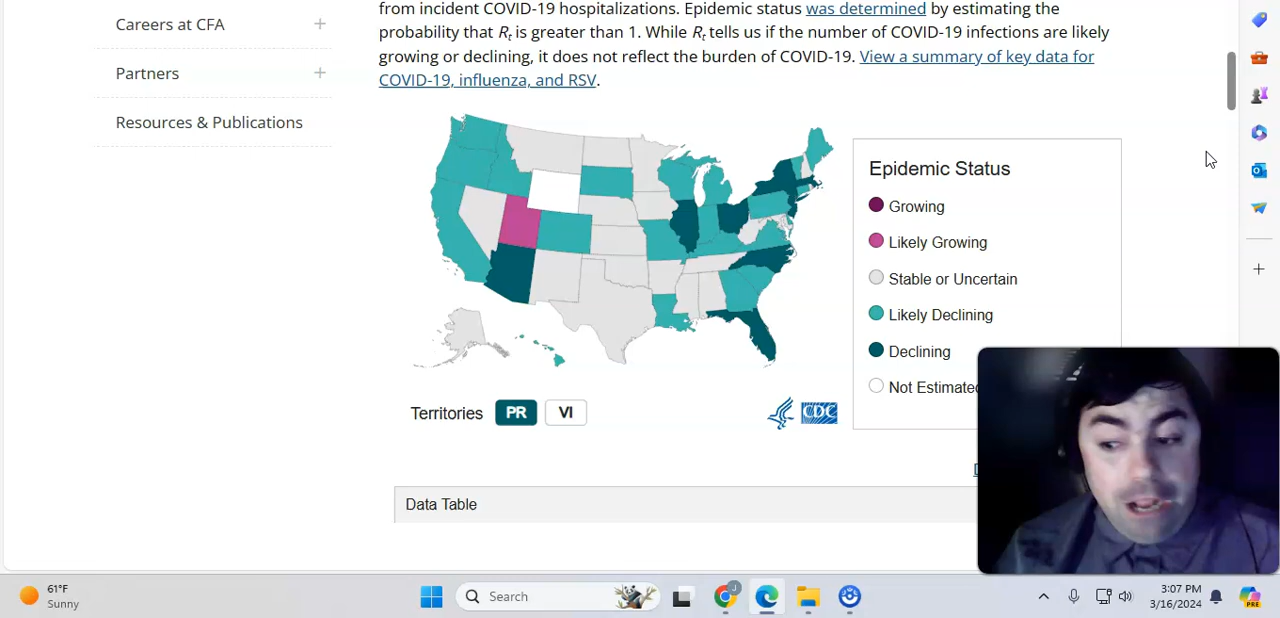 Careers at CFA +
Partners +
Resources & Publications
from incident COVID-19 hospitalizations. Epidemic status was determined by estimating the
probability that Rt is greater than 1. While Rt tells us if the number of COVID-19 infections are likely
growing or declining, it does not reflect the burden of COVID-19. View a summary of key data for
COVID-19, influenza, and RSV.
Epidemic Status
Growing
Likely Growing
Stable or Uncertain
Likely Declining
Declining
Not Estimated
Territories PR VI
CDC
Data Table
61°F
Sunny
Search
3:07 PM
3/16/2024
PRE